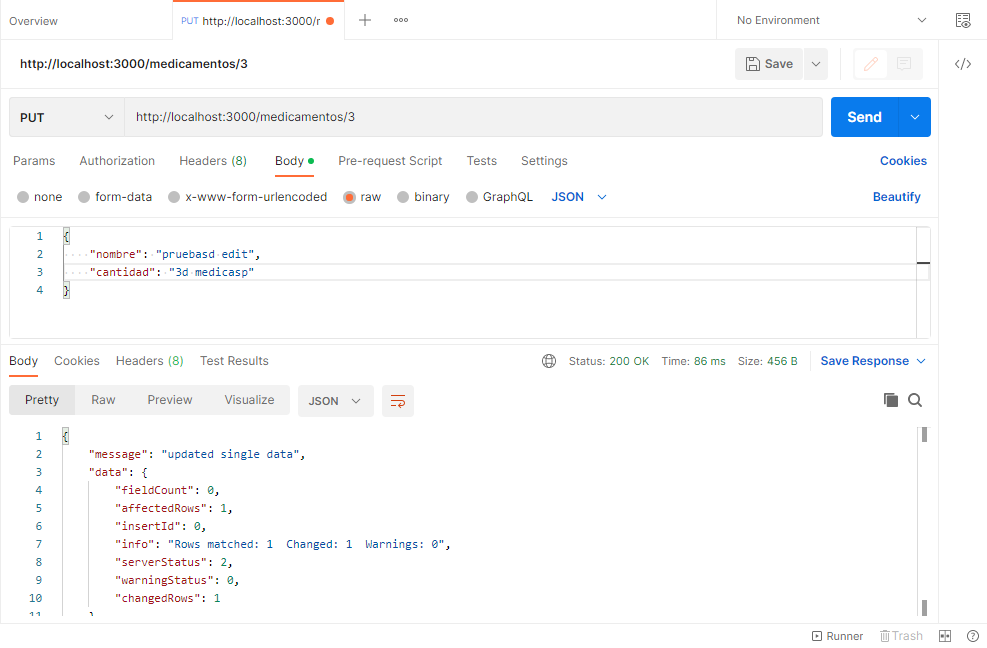 Overview
PUT http://localhost:3000/r
No Environment
http://localhost:3000/medicamentos/3
Save
PUT
http://localhost:3000/medicamentos/3
Send
Params Authorization Headers (8) Body Pre-request Script Tests Settings Cookies
none form-data x-www-form-urlencoded raw binary GraphQL JSON Beautify
1 {
2 "nombre": "pruebasd edit",
3 "cantidad": "3d medicasp"
4 }
Body Cookies Headers (8) Test Results Status: 200 OK Time: 86 ms Size: 456 B Save Response
Pretty Raw Preview Visualize JSON
1 {
2 "message": "updated single data",
3 "data": {
4 "fieldCount": 0,
5 "affectedRows": 1,
6 "insertId": 0,
7 "info": "Rows matched: 1  Changed: 1  Warnings: 0",
8 "serverStatus": 2,
9 "warningStatus": 0,
10 "changedRows": 1
11 }
Runner Trash